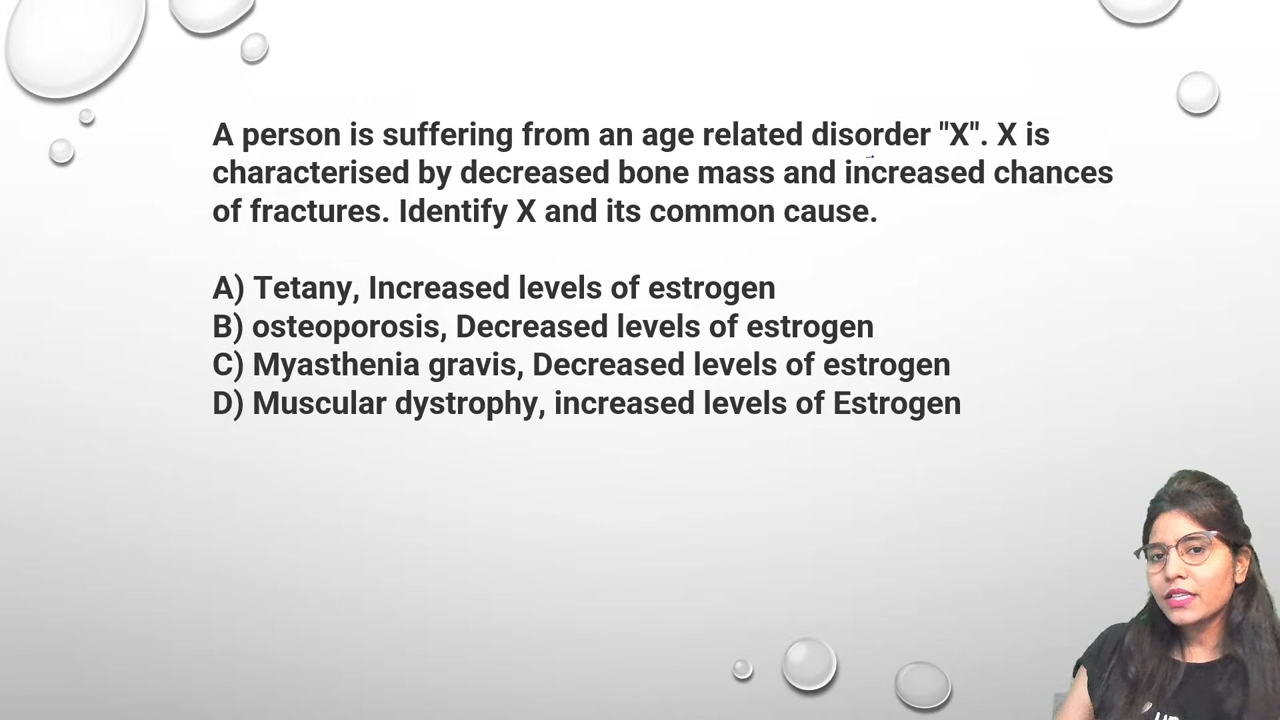 A person is suffering from an age related disorder "X". X is
characterised by decreased bone mass and increased chances
of fractures. Identify X and its common cause.
A) Tetany, Increased levels of estrogen
B) osteoporosis, Decreased levels of estrogen
C) Myasthenia gravis, Decreased levels of estrogen
D) Muscular dystrophy, increased levels of Estrogen